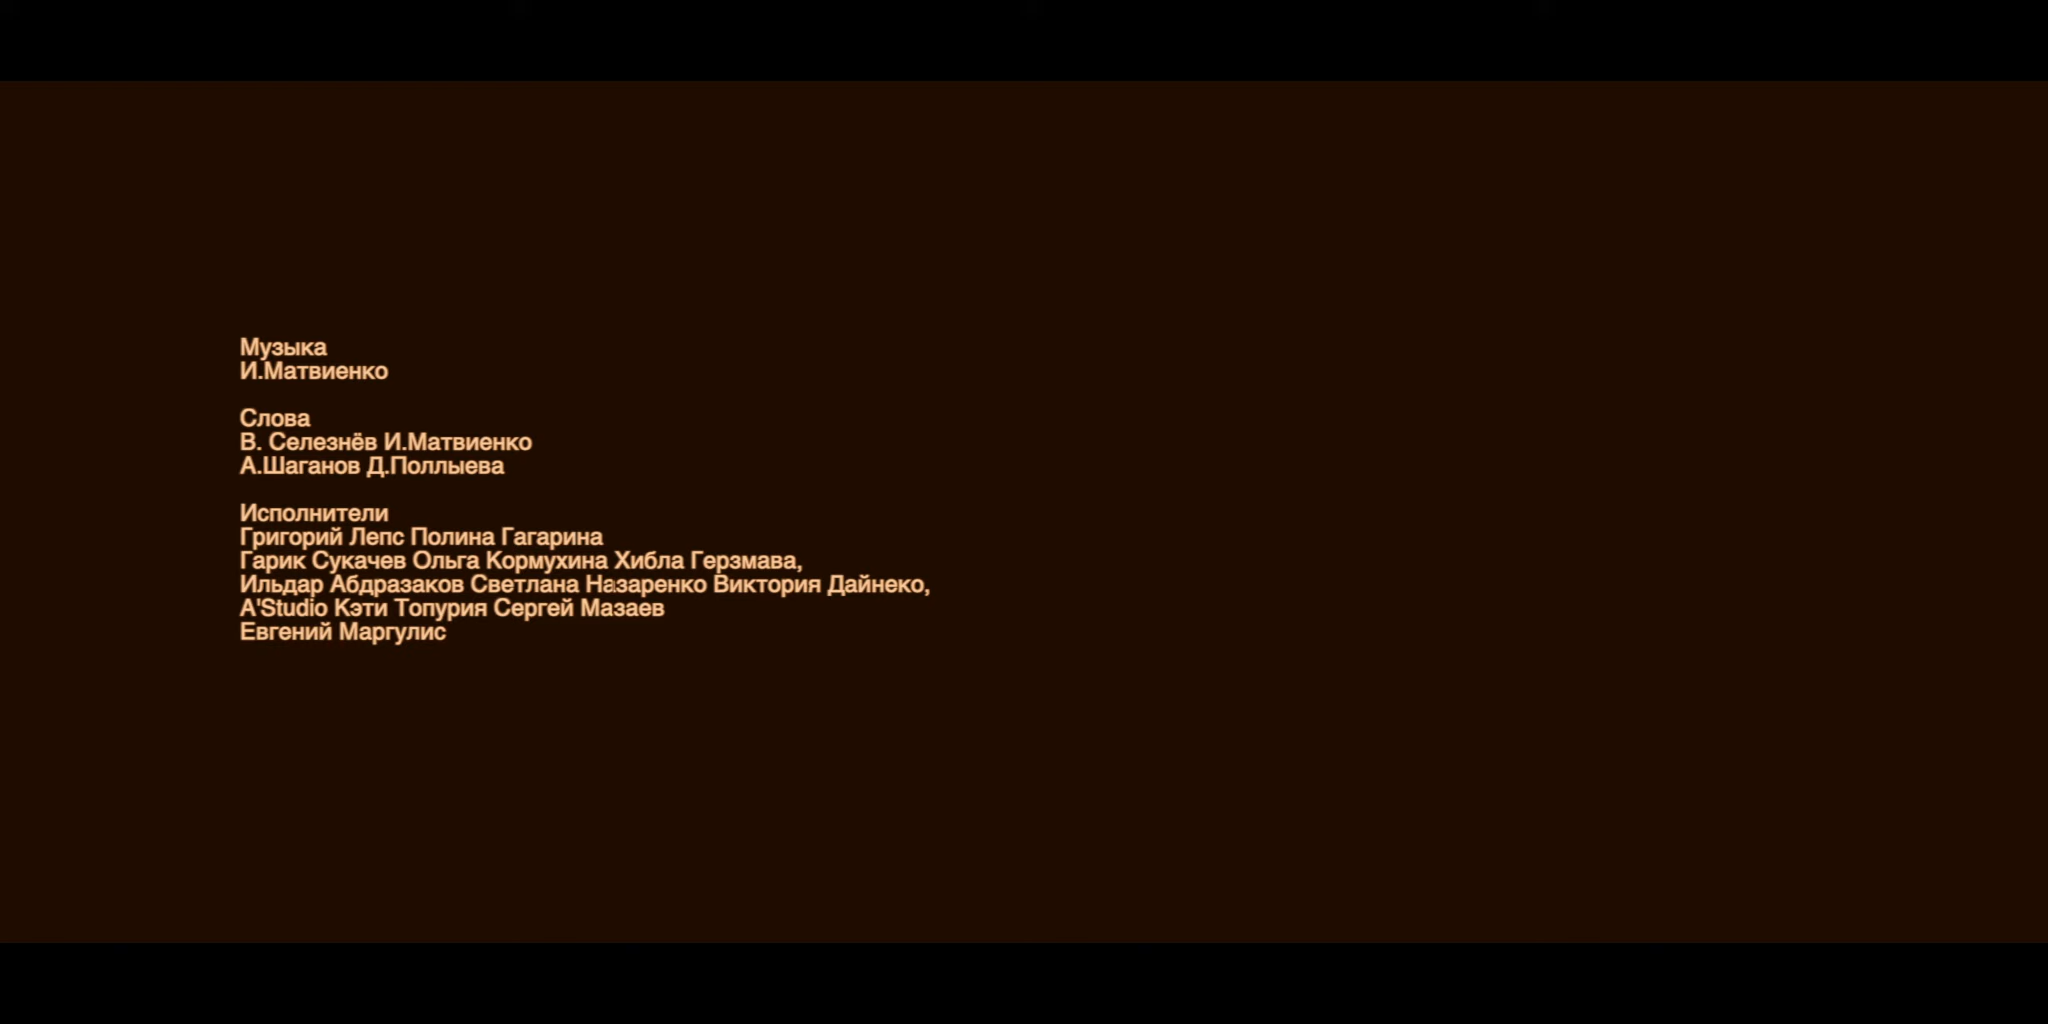 Музыка
И.Матвиенко
Слова
В. Селезнёв И.Матвиенко
А.Шаганов Д.Поллыева
Исполнители
Григорий Лепс Полина Гагарина
Гарик Сукачев Ольга Кормухина Хибла Герзмава,
Ильдар Абдразаков Светлана Назаренко Виктория Дайнеко,
A'Studio Кэти Топурия Сергей Мазаев
Евгений Маргулис